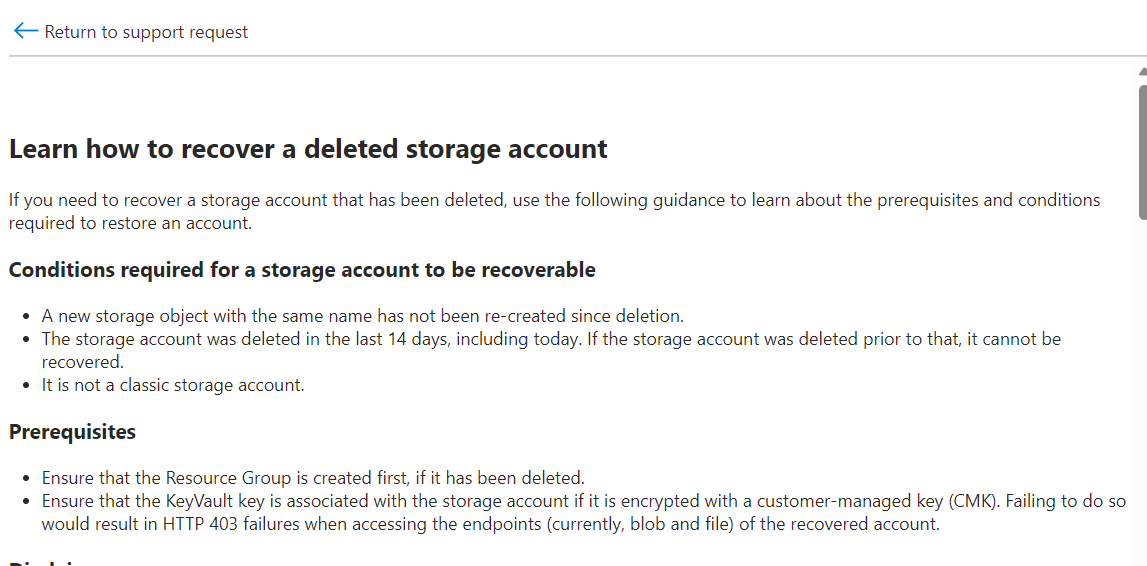 Return to support request
Learn how to recover a deleted storage account
If you need to recover a storage account that has been deleted, use the following guidance to learn about the prerequisites and conditions
required to restore an account.
Conditions required for a storage account to be recoverable
A new storage object with the same name has not been re-created since deletion.
The storage account was deleted in the last 14 days, including today. If the storage account was deleted prior to that, it cannot be
recovered.
It is not a classic storage account.
Prerequisites
Ensure that the Resource Group is created first, if it has been deleted.
Ensure that the KeyVault key is associated with the storage account if it is encrypted with a customer-managed key (CMK). Failing to do so
would result in HTTP 403 failures when accessing the endpoints (currently, blob and file) of the recovered account.